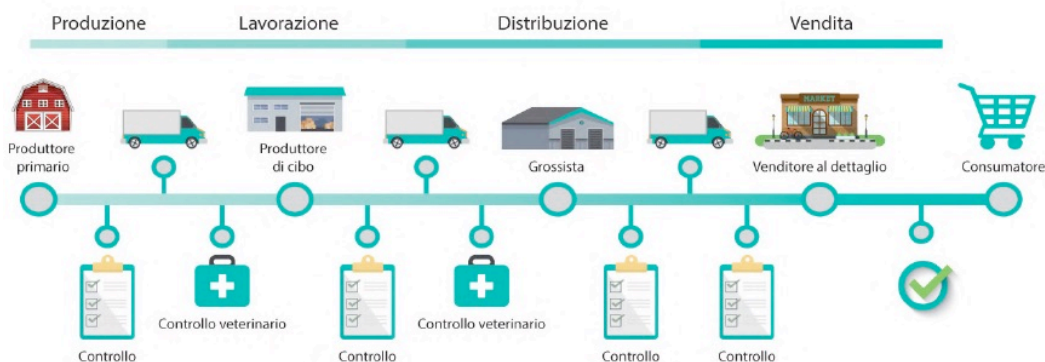 Produzione
Lavorazione
Distribuzione
Vendita
MARKET
Produttore
primario
Produttore
di cibo
Grossista
Venditore al dettaglio
Consumatore
Controllo
Controllo veterinario
Controllo
Controllo veterinario
Controllo
Controllo